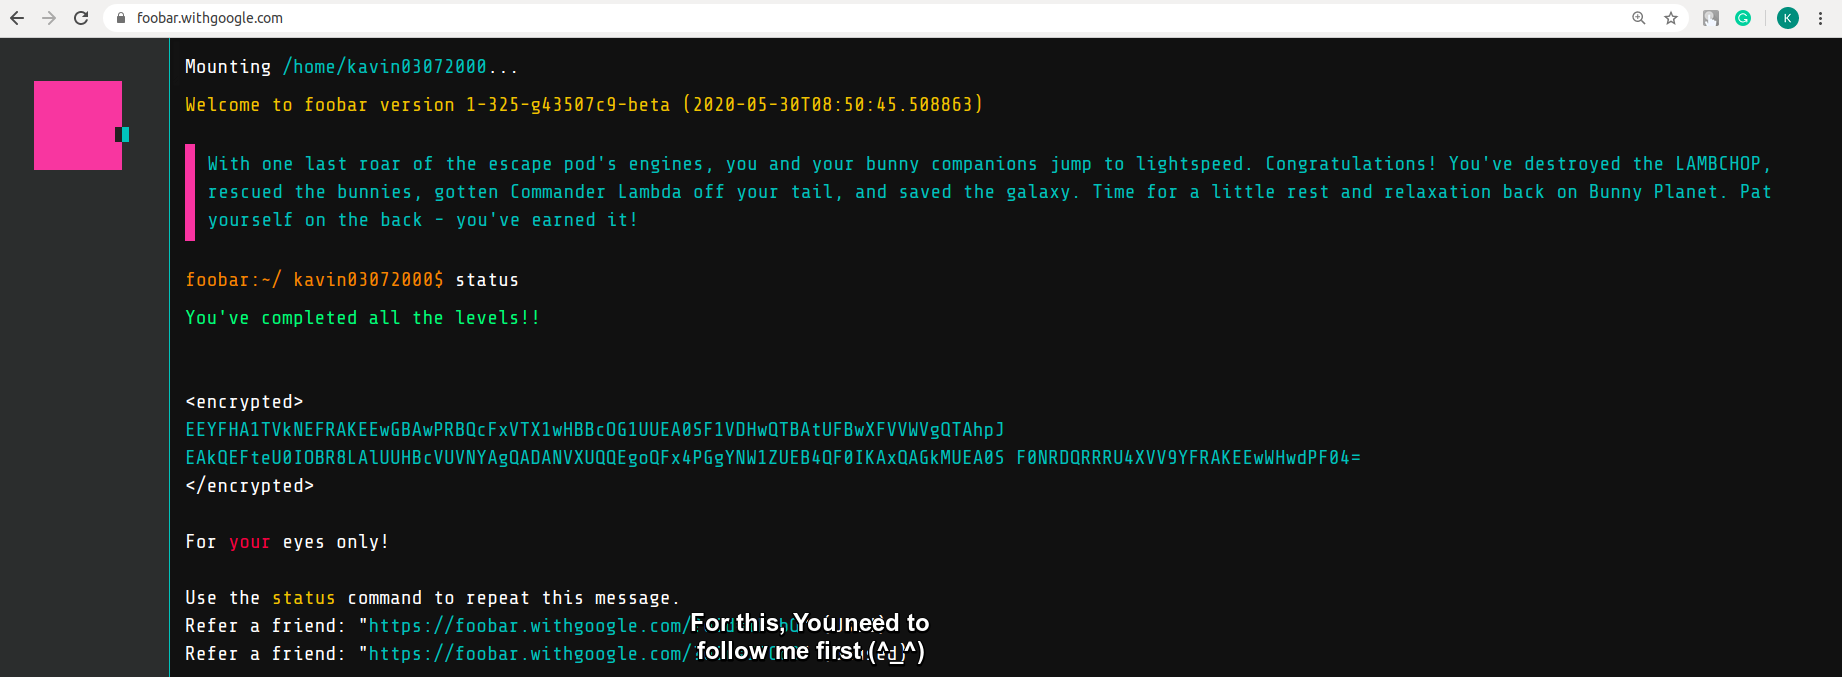 foobar.withgoogle.com
K
Mounting /home/kavin03072000...
Welcome to foobar version 1-325-g43507c9-beta (2020-05-30T08:50:45.508863)
With one last roar of the escape pod's engines, you and your bunny companions jump to lightspeed. Congratulations! You've destroyed the LAMBCHOP,
rescued the bunnies, gotten Commander Lambda off your tail, and saved the galaxy. Time for a little rest and relaxation back on Bunny Planet. Pat
yourself on the back - you've earned it!
foobar:~/ kavin03072000$ status
You've completed all the levels!!
<encrypted>
EEYFHA1TVkNEFRAKEEwGBAwPRBQcFxVTX1wHBBcOG1UUEA0SF1VDHwQTBAtUFBwXFVVWVgQTAhpJ
EAkQEFteU0IOBR8LAlUUHBcVUVNYAgQADANVXUQQEgoQFx4PGgYNW1ZUEB4QF0IKAxQAGkMUEA0S F0NRDQRRRU4XVV9YFRAKEEwWHwdPF04=
</encrypted>
For your eyes only!
Use the status command to repeat this message.
Refer a friend: "https://foobar.withgoogle.com/
For this, You need to
Refer a friend: "https://foobar.withgoogle.com/
follow me first (^_^)